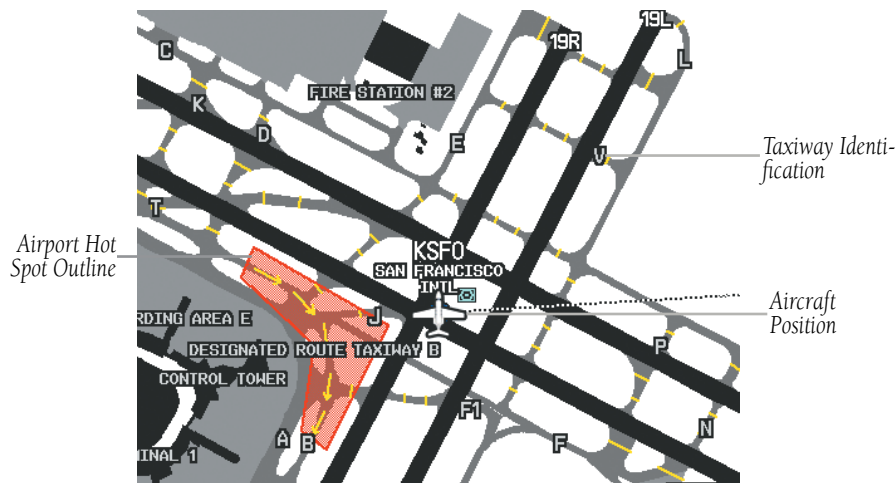 19R
19L
C
L
FIRE STATION #2
K
D
E
V
Taxiway Identi-
fication
T
Airport Hot
Spot Outline
KSFO
SAN FRANCISCO
INTL
Aircraft
Position
RDING AREA E
J
DESIGNATED ROUTE TAXIWAY B
P
CONTROL TOWER
F1
N
A
B
F
MINAL 1